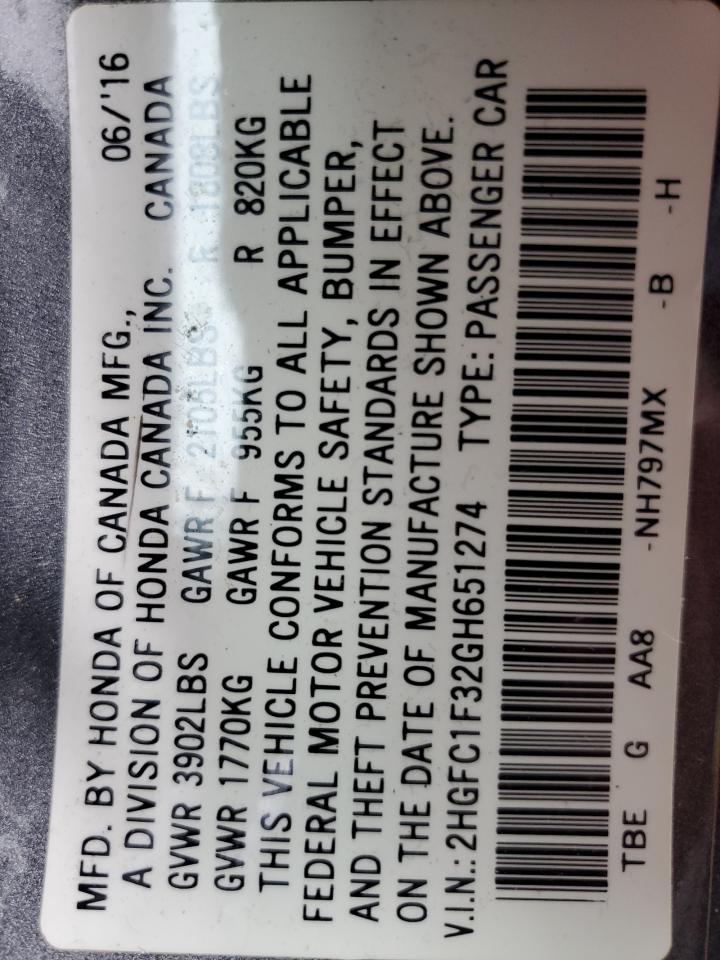 MFD. BY HONDA OF CANADA MFG., 06/'16
A DIVISION OF HONDA CANADA INC. CANADA
GVWR 3902LBS GAWR F 2105LBS R 1808LBS
GVWR 1770KG GAWR F 955KG R 820KG
THIS VEHICLE CONFORMS TO ALL APPLICABLE
FEDERAL MOTOR VEHICLE SAFETY, BUMPER,
AND THEFT PREVENTION STANDARDS IN EFFECT
ON THE DATE OF MANUFACTURE SHOWN ABOVE.
V.I.N.: 2HGFC1F32GH651274 TYPE: PASSENGER CAR
TBE G AA8 -NH797MX -B -H